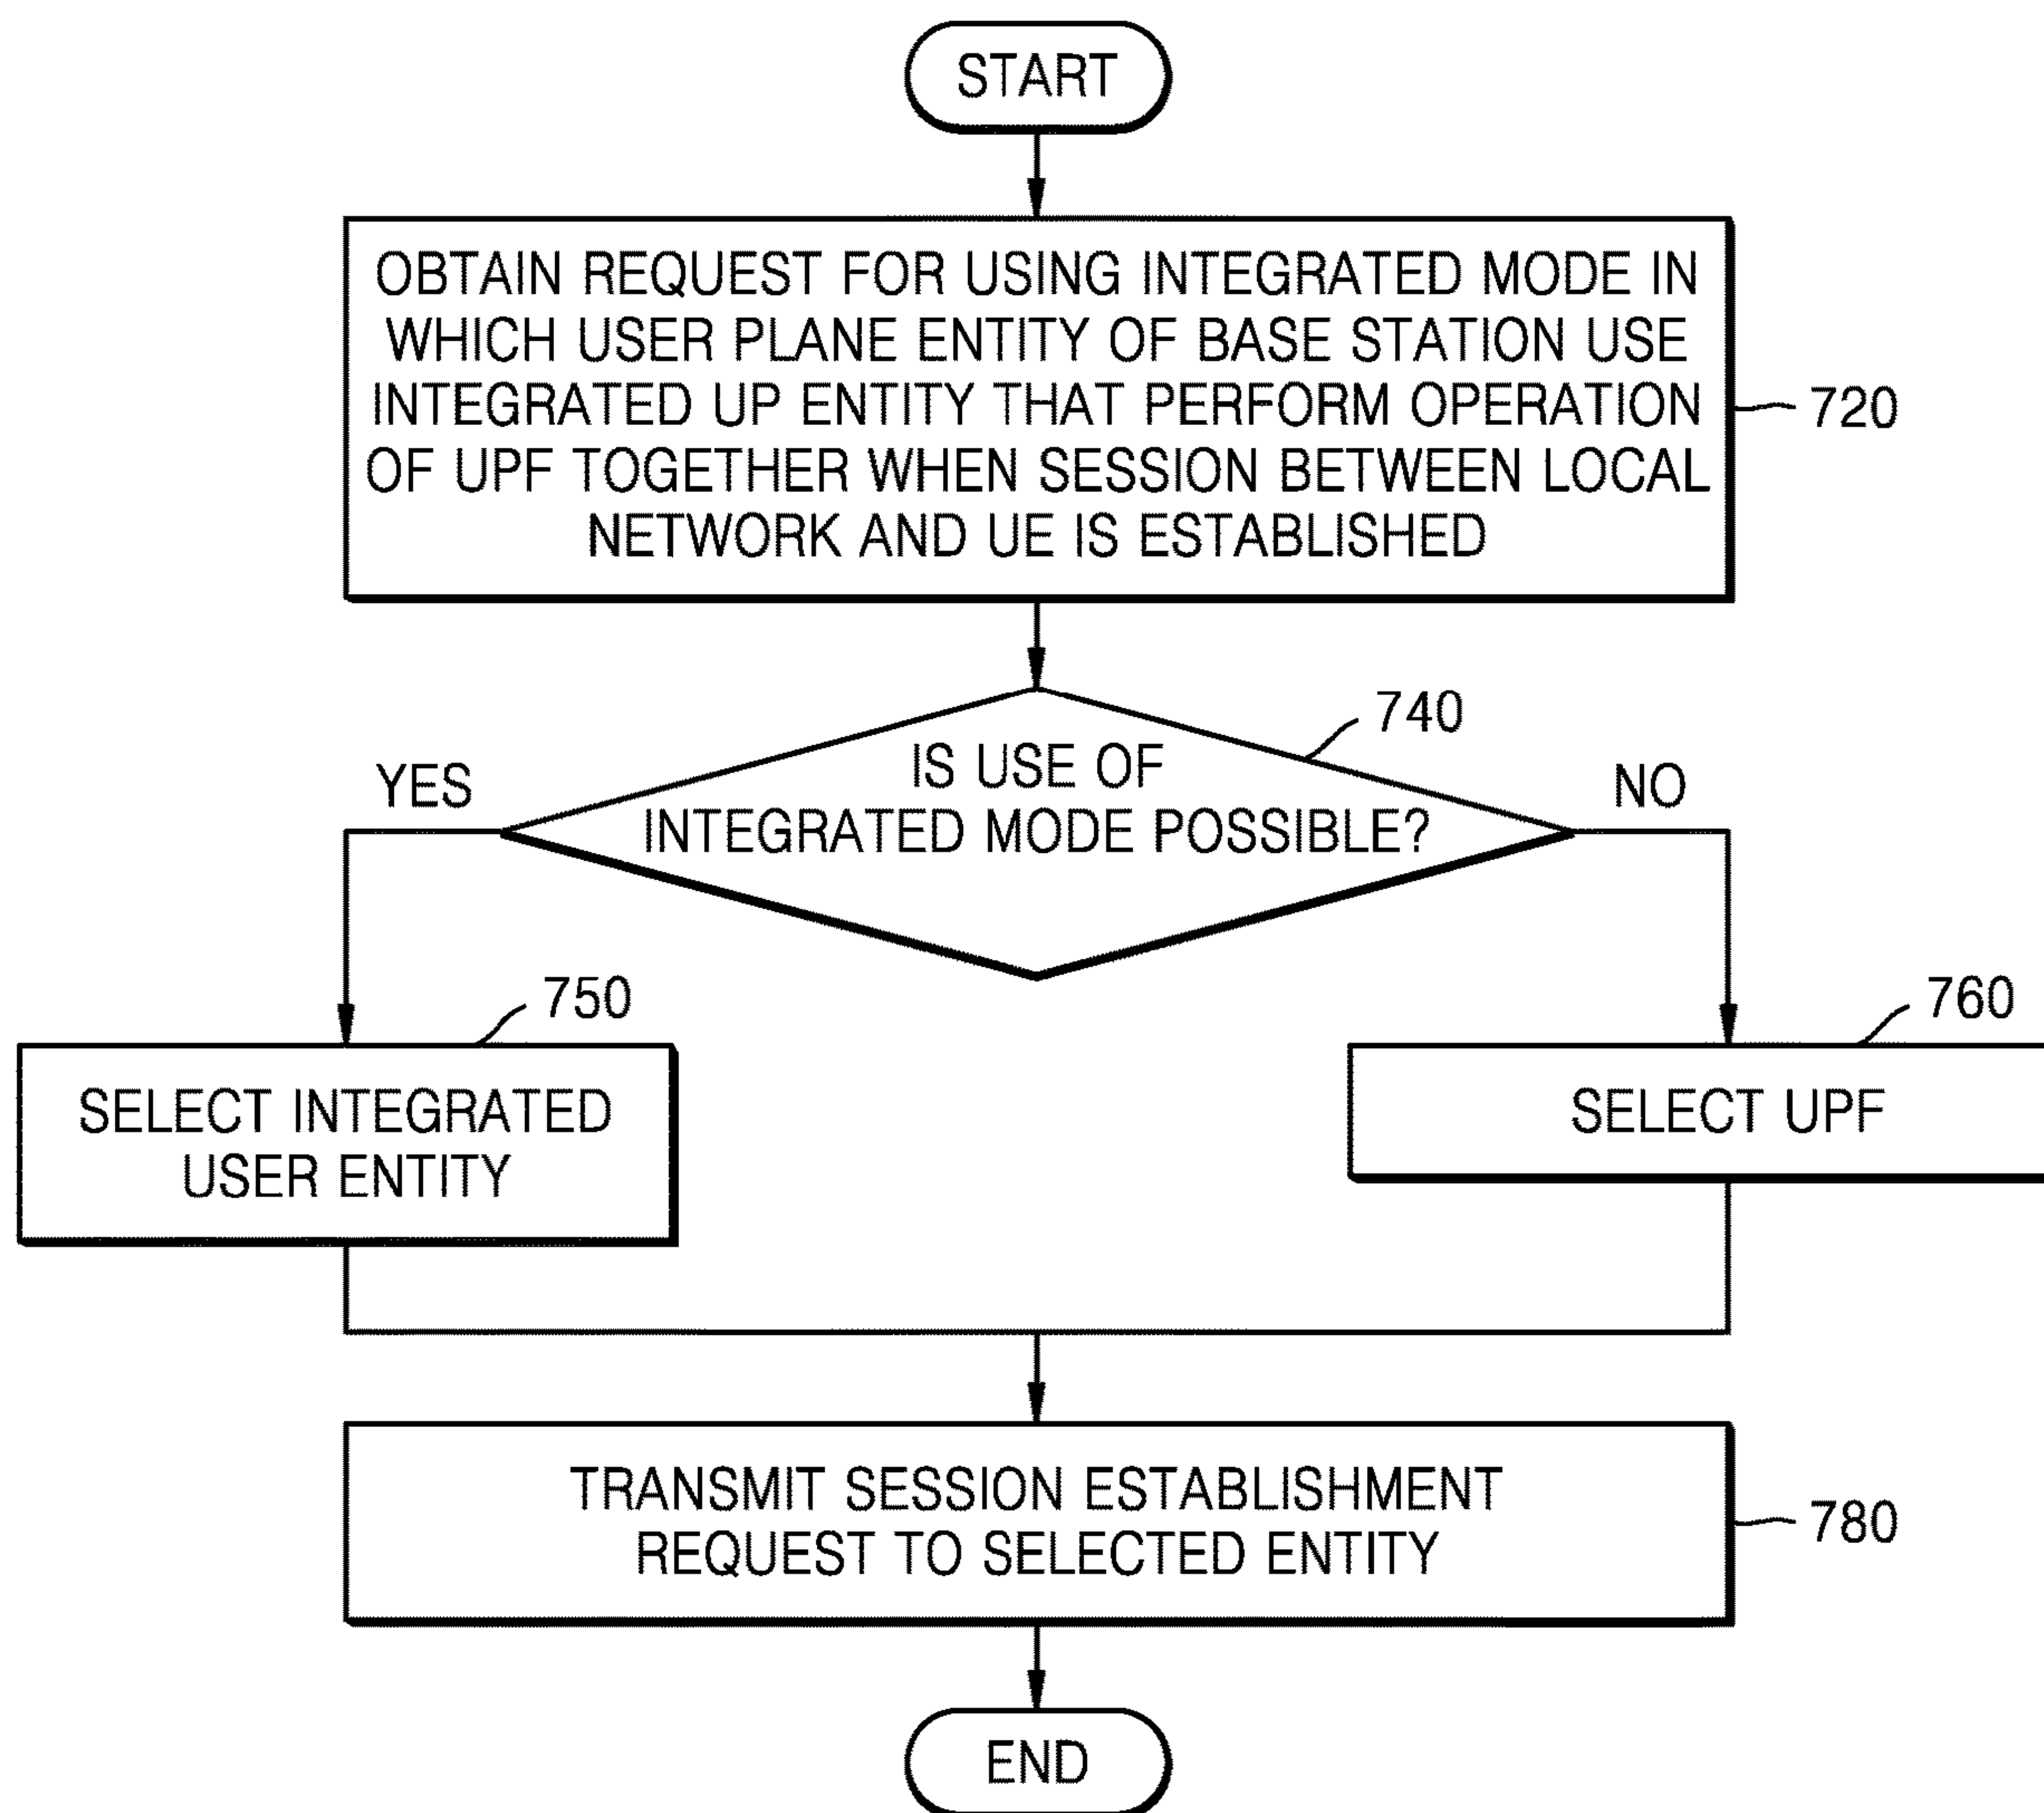 START
OBTAIN REQUEST FOR USING INTEGRATED MODE IN
WHICH USER PLANE ENTITY OF BASE STATION USE
INTEGRATED UP ENTITY THAT PERFORM OPERATION
OF UPF TOGETHER WHEN SESSION BETWEEN LOCAL
NETWORK AND UE IS ESTABLISHED
720
740
IS USE OF
INTEGRATED MODE POSSIBLE?
YES
NO
750
SELECT INTEGRATED
USER ENTITY
760
SELECT UPF
TRANSMIT SESSION ESTABLISHMENT
REQUEST TO SELECTED ENTITY
780
END